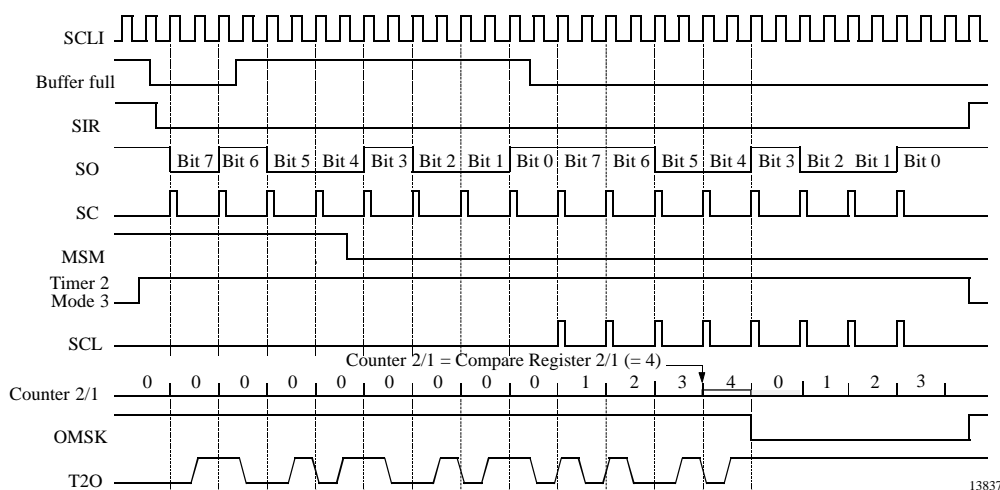 SCLI
Buffer full
SIR
SO
Bit 7 Bit 6 Bit 5 Bit 4 Bit 3 Bit 2 Bit 1 Bit 0 Bit 7 Bit 6 Bit 5 Bit 4 Bit 3 Bit 2 Bit 1 Bit 0
SC
MSM
Timer 2
Mode 3
SCL
Counter 2/1 = Compare Register 2/1 (= 4)
Counter 2/1
0 0 0 0 0 0 0 0 0 1 2 3 4 0 1 2 3
OMSK
T2O
13837